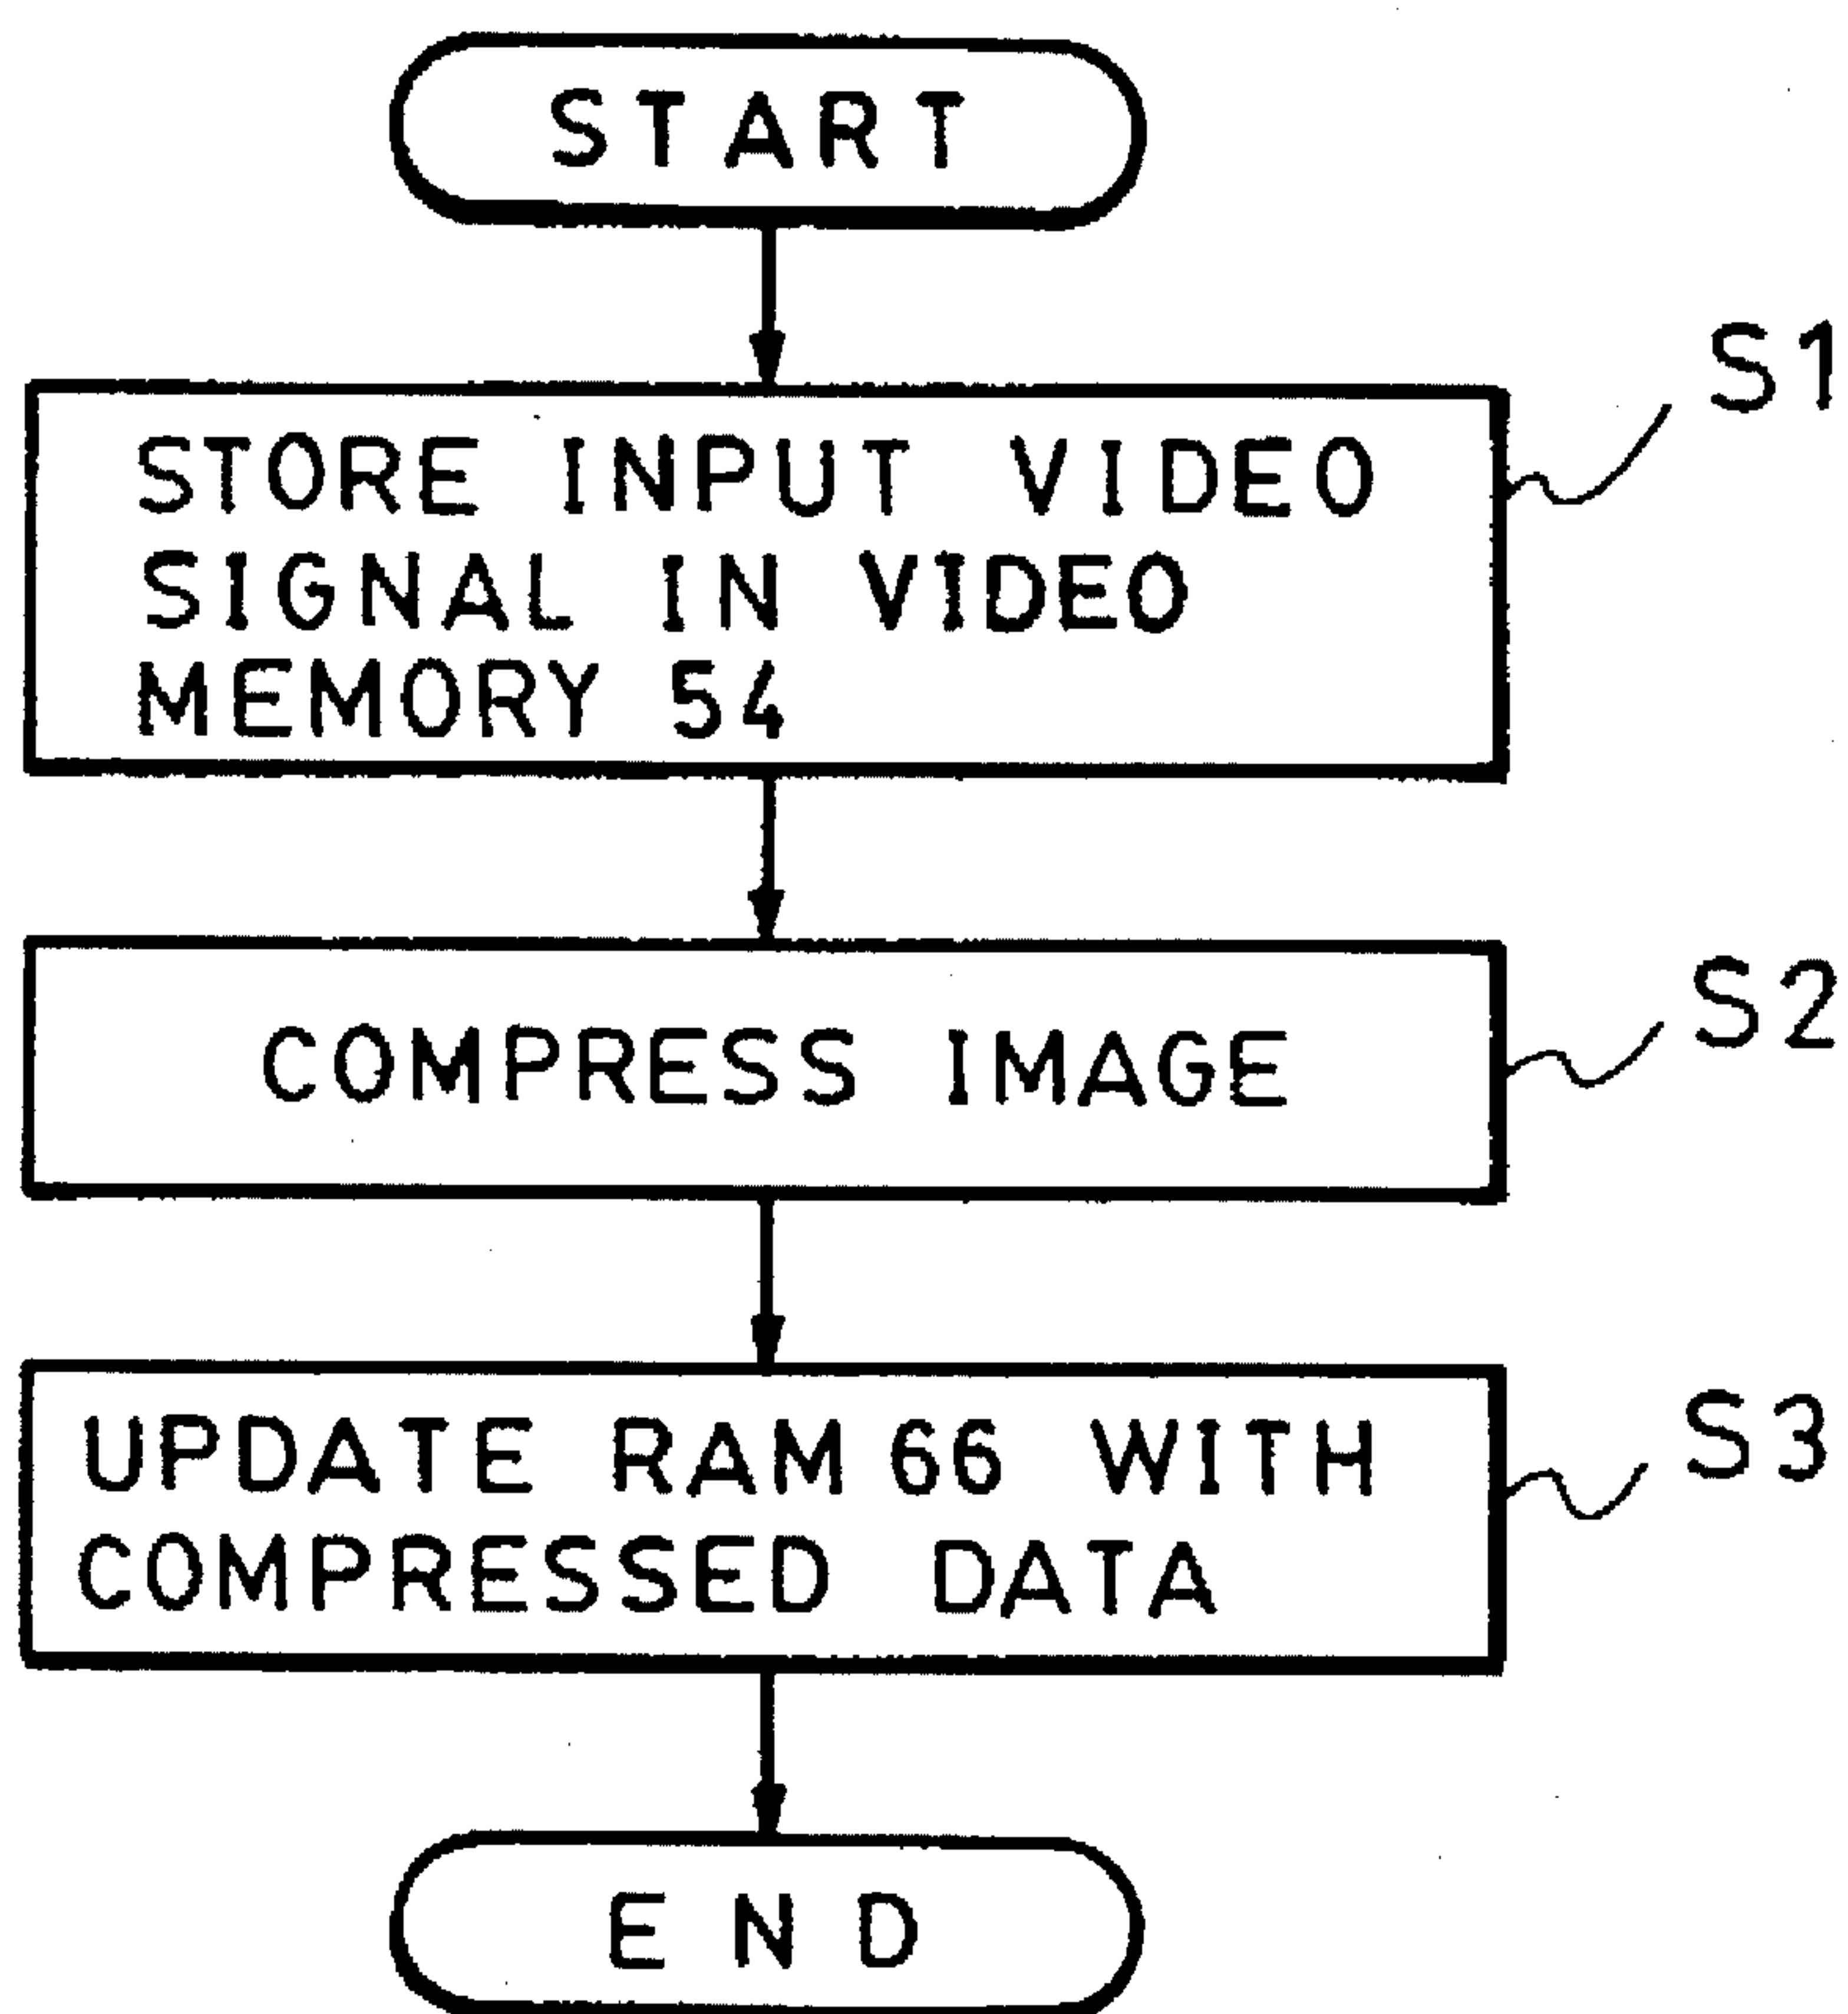 START
S1
STORE INPUT VIDEO
SIGNAL IN VIDEO
MEMORY 54
S2
COMPRESS IMAGE
S3
UPDATE RAM 66 WITH
COMPRESSED DATA
END